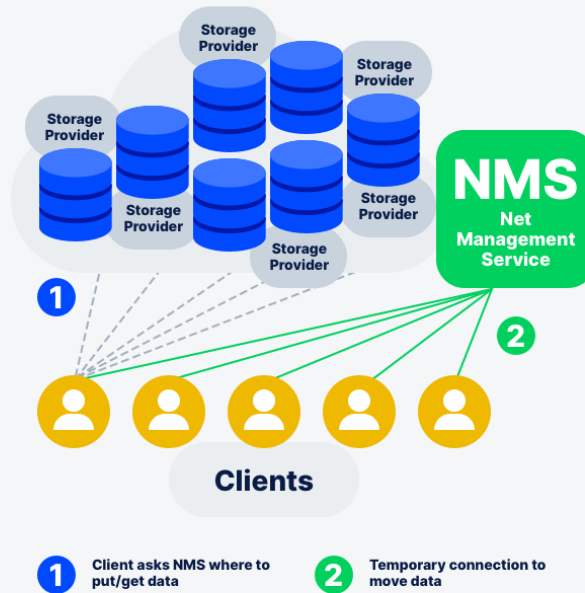 Storage
Provider
Storage
Provider
Storage
Provider
Storage
Provider
Storage
Provider
Storage
Provider
NMS
Net
Management
Service
1
2
Clients
1
Client asks NMS where to
put/get data
2
Temporary connection to
move data